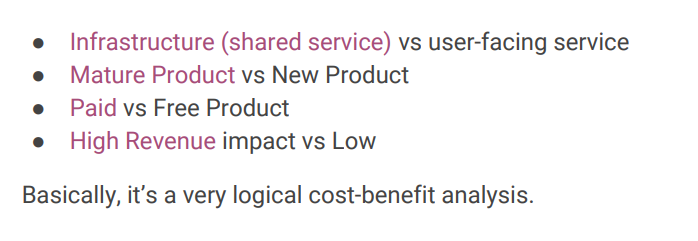 ● Infrastructure (shared service) vs user-facing service
● Mature Product vs New Product
● Paid vs Free Product
● High Revenue impact vs Low
Basically, it’s a very logical cost-benefit analysis.